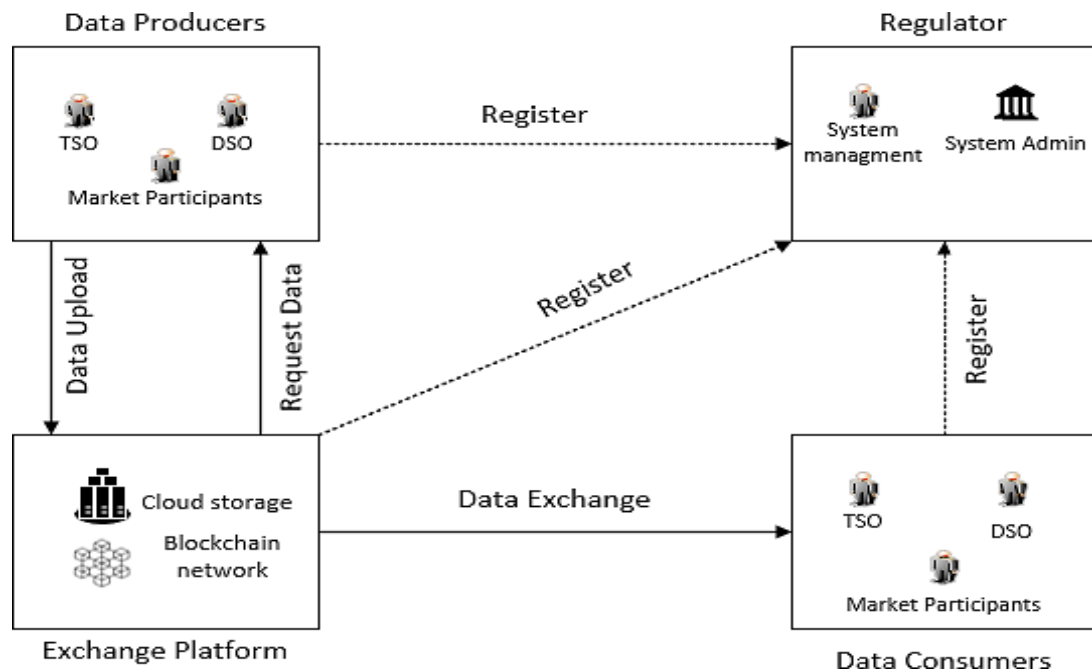 Data Producers
Regulator
TSO
DSO
Market Participants
Register
System
managment
System Admin
Data Upload
Request Data
Register
Register
Cloud storage
Blockchain
network
Data Exchange
TSO
DSO
Market Participants
Exchange Platform
Data Consumers